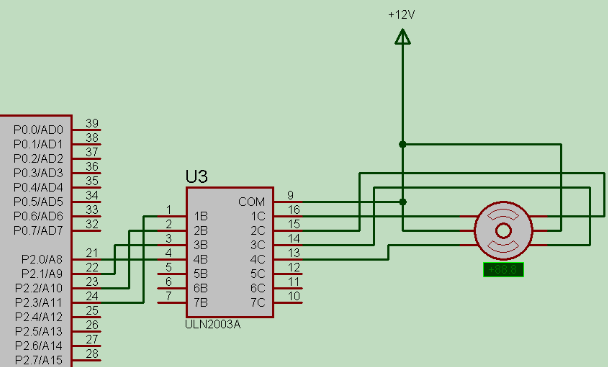 +12V
P0.0/AD0 39
P0.1/AD1 38
P0.2/AD2 37
P0.3/AD3 36
P0.4/AD4 35
P0.5/AD5 34
P0.6/AD6 33
P0.7/AD7 32
P2.0/A8 21
P2.1/A9 22
P2.2/A10 23
P2.3/A11 24
P2.4/A12 25
P2.5/A13 26
P2.6/A14 27
P2.7/A15 28
U3
COM 9
1 1B 1C 16
2 2B 2C 15
3 3B 3C 14
4 4B 4C 13
5 5B 5C 12
6 6B 6C 11
7 7B 7C 10
ULN2003A